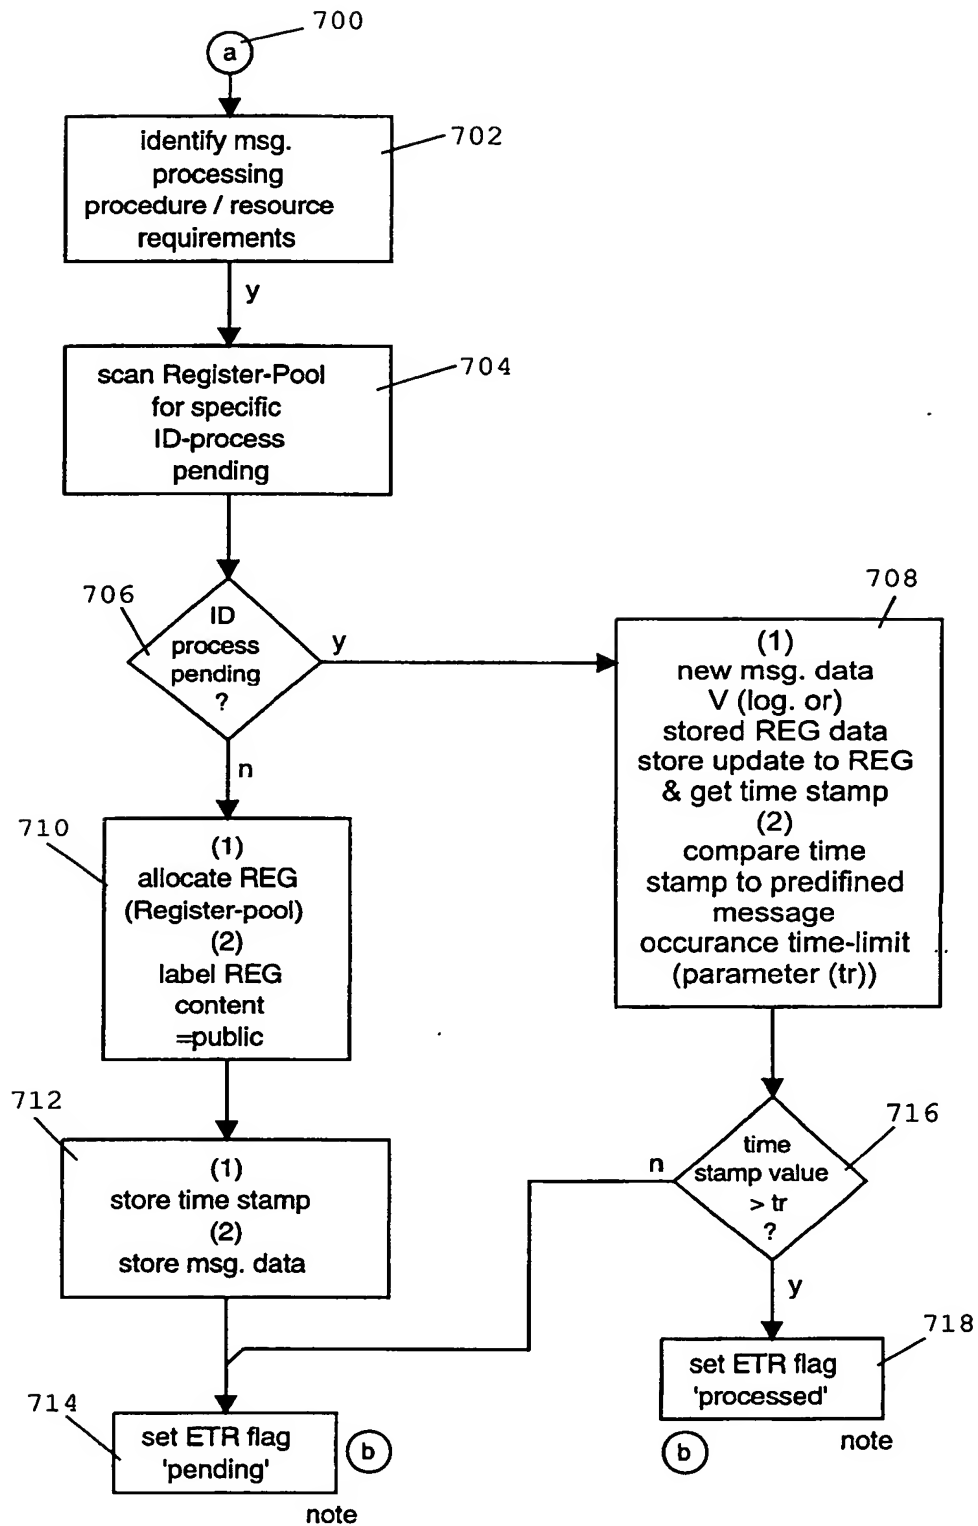 700
a
identify msg.
processing
procedure / resource
requirements
702
y
scan Register-Pool
for specific
ID-process
pending
704
706
ID
process
pending
?
y
n
708
(1)
new msg. data
V (log. or)
stored REG data
store update to REG
& get time stamp
(2)
compare time
stamp to predifined
message
occurance time-limit
(parameter (tr))
710
(1)
allocate REG
(Register-pool)
(2)
label REG
content
=public
712
(1)
store time stamp
(2)
store msg. data
716
time
stamp value
> tr
?
n
y
714
set ETR flag
'pending'
b
note
718
set ETR flag
'processed'
b
note